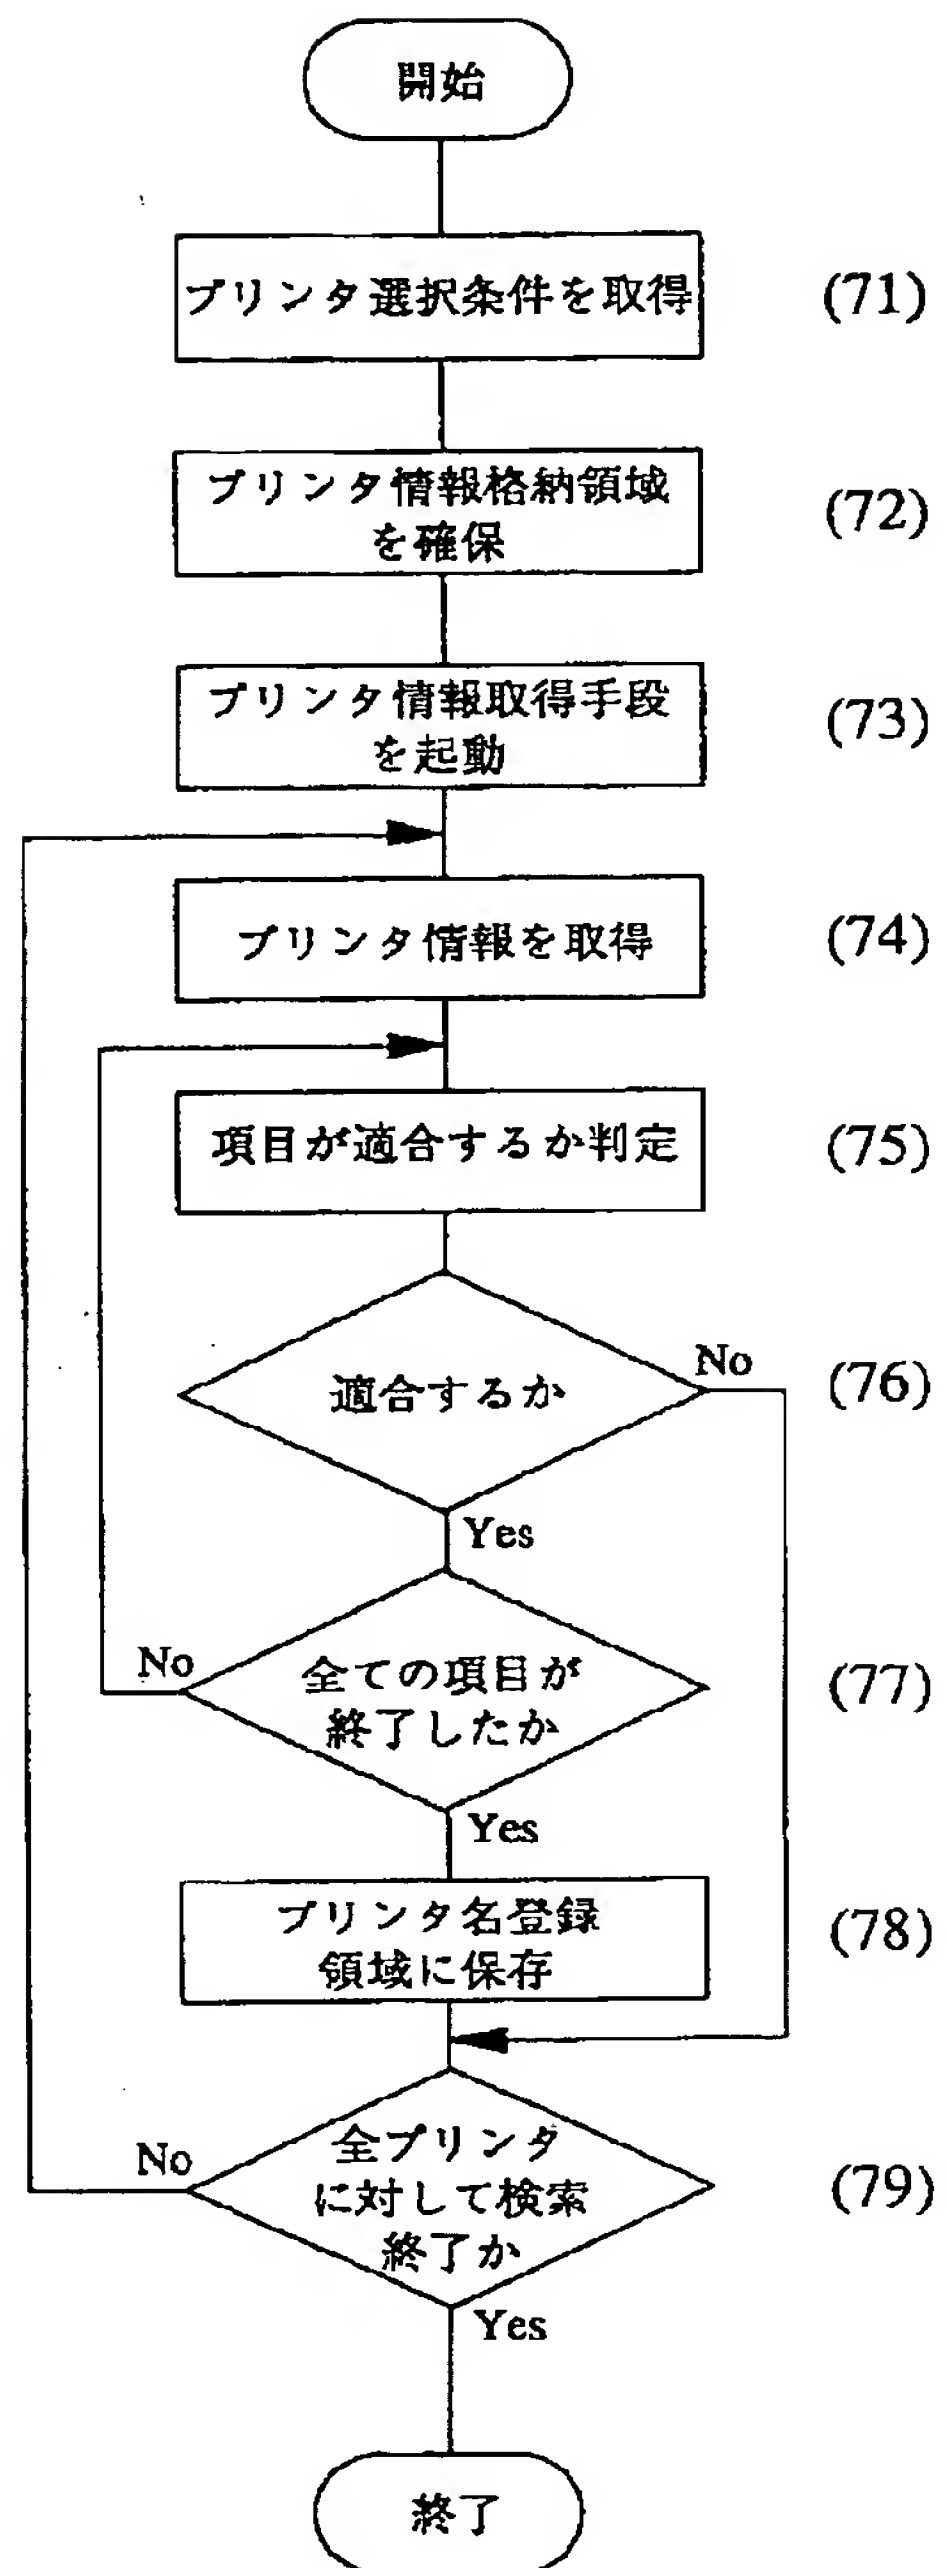 開始
プリンタ選択条件を取得
(71)
プリンタ情報格納領域
を確保
(72)
プリンタ情報取得手段
を起動
(73)
プリンタ情報を取得
(74)
項目が適合するか判定
(75)
適合するか
No
(76)
Yes
No
全ての項目が
終了したか
(77)
Yes
プリンタ名登録
領域に保存
(78)
No
全プリンタ
に対して検索
終了か
(79)
Yes
終了